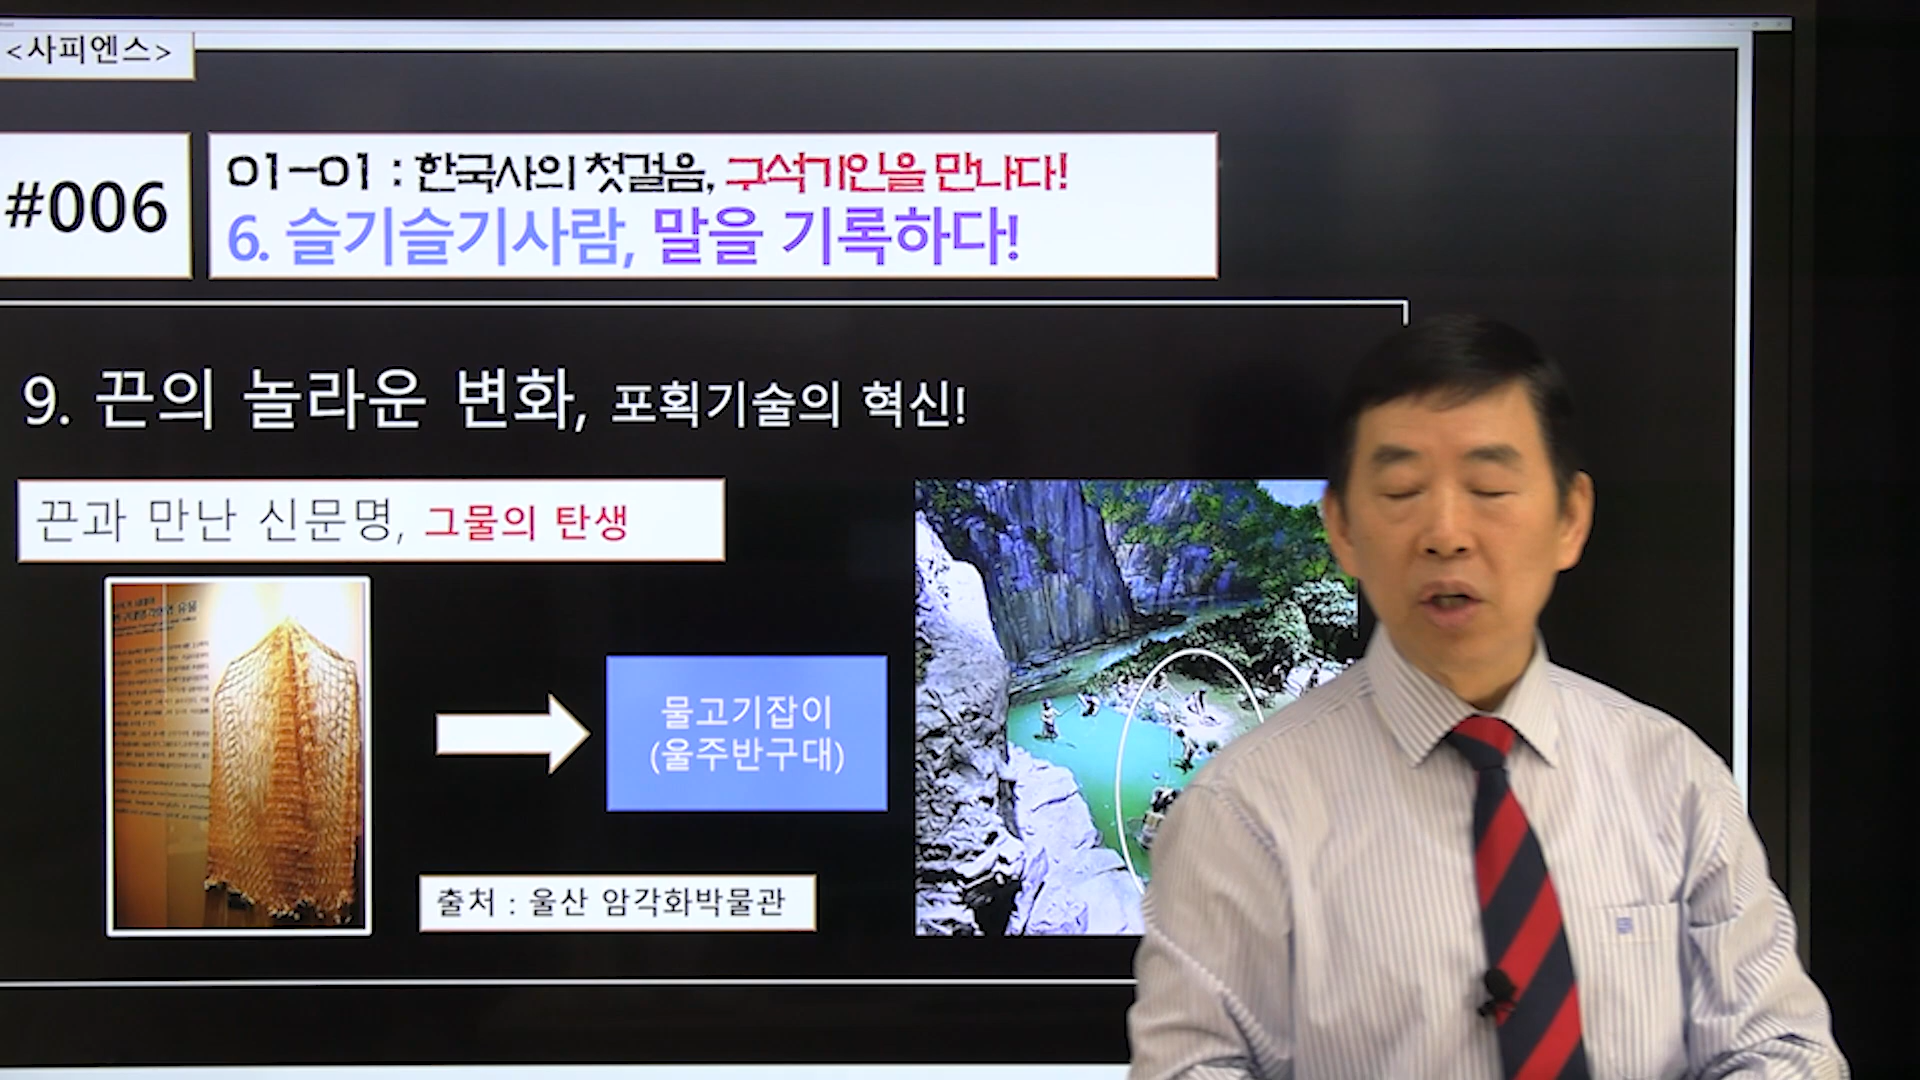 <사피엔스>
#006
01-01 : 한국사의 첫걸음, 구석기인을 만나다!
6. 슬기슬기사람, 말을 기록하다!
9. 끈의 놀라운 변화, 포획기술의 혁신!
끈과 만난 신문명, 그물의 탄생
물고기잡이
(울주반구대)
출처 : 울산 암각화박물관